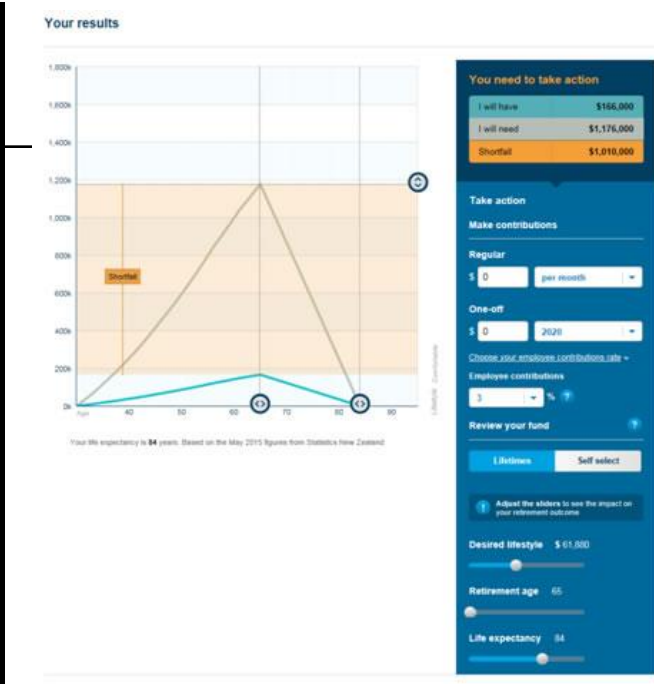 Your results
1,800k
1,600k
1,400k
1,200k
1,000k
800k
600k
400k
200k
0k
Shortfall
Age 40 50 60 70 80 90
Lifestyle Comfortable
Your life expectancy is 84 years. Based on the May 2015 figures from Statistics New Zealand
You need to take action
I will have $166,000
I will need $1,176,000
Shortfall $1,010,000
Take action
Make contributions
Regular
$ 0 per month
One-off
$ 0 2020
Choose your employee contributions rate
Employee contributions
3 % ?
Review your fund ?
Lifetimes Self select
! Adjust the sliders to see the impact on
your retirement outcome
Desired lifestyle $ 61,880
Retirement age 65
Life expectancy 84